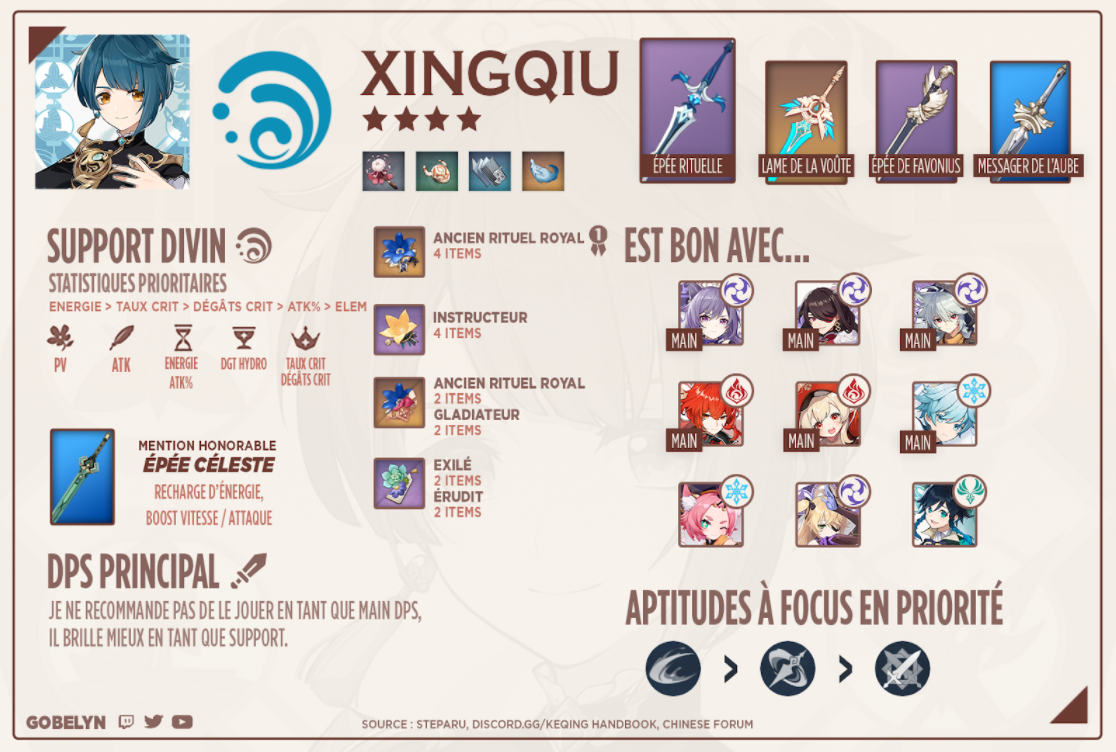 XINGQIU
ÉPÉE RITUELLE
LAME DE LA VOÛTE
ÉPÉE DE FAVONIUS
MESSAGER DE L'AUBE
SUPPORT DIVIN
STATISTIQUES PRIORITAIRES
ENERGIE > TAUX CRIT > DÉGÂTS CRIT > ATK% > ELEM
PV
ATK
ENERGIE
ATK%
DGT HYDRO
TAUX CRIT
DÉGÂTS CRIT
MENTION HONORABLE
ÉPÉE CÉLESTE
RECHARGE D'ÉNERGIE,
BOOST VITESSE / ATTAQUE
DPS PRINCIPAL
JE NE RECOMMANDE PAS DE LE JOUER EN TANT QUE MAIN DPS,
IL BRILLE MIEUX EN TANT QUE SUPPORT.
ANCIEN RITUEL ROYAL 1
4 ITEMS
INSTRUCTEUR
4 ITEMS
ANCIEN RITUEL ROYAL
2 ITEMS
GLADIATEUR
2 ITEMS
EXILÉ
2 ITEMS
ÉRUDIT
2 ITEMS
EST BON AVEC...
MAIN
MAIN
MAIN
MAIN
MAIN
MAIN
APTITUDES À FOCUS EN PRIORITÉ
> >
GOBELYN
SOURCE : STEPARU, DISCORD.GG/KEQING HANDBOOK, CHINESE FORUM